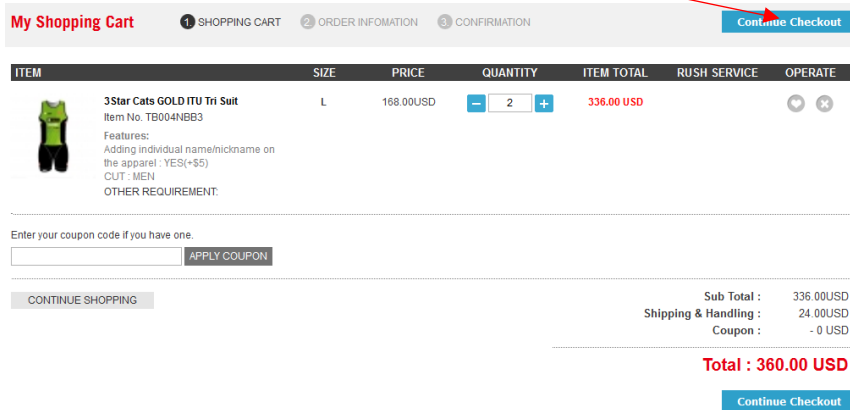 My Shopping Cart 1. SHOPPING CART 2 ORDER INFOMATION 3 CONFIRMATION Continue Checkout
ITEM SIZE PRICE QUANTITY ITEM TOTAL RUSH SERVICE OPERATE
3Star Cats GOLD ITU Tri Suit L 168.00USD − 2 + 336.00 USD
Item No. TB004NBB3
Features:
Adding individual name/nickname on
the apparel : YES(+$5)
CUT : MEN
OTHER REQUIREMENT:
Enter your coupon code if you have one.
APPLY COUPON
CONTINUE SHOPPING
Sub Total : 336.00USD
Shipping & Handling : 24.00USD
Coupon : - 0 USD
Total : 360.00 USD
Continue Checkout